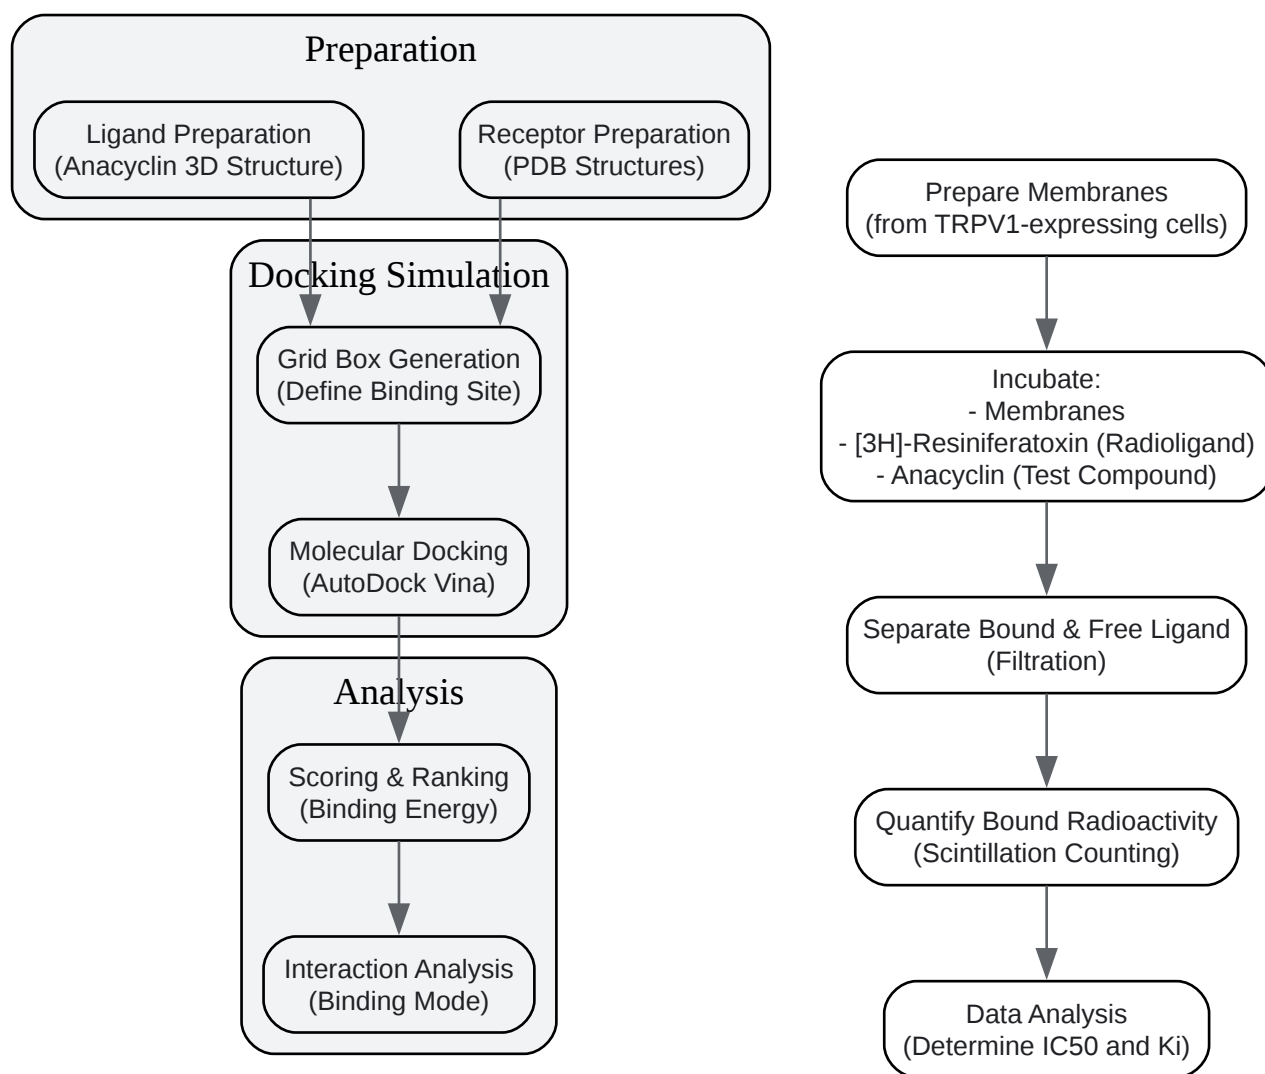 Preparation
Ligand Preparation
(Anacyclin 3D Structure)
Receptor Preparation
(PDB Structures)
Docking Simulation
Grid Box Generation
(Define Binding Site)
Molecular Docking
(AutoDock Vina)
Analysis
Scoring & Ranking
(Binding Energy)
Interaction Analysis
(Binding Mode)
Prepare Membranes
(from TRPV1-expressing cells)
Incubate:
- Membranes
- [3H]-Resiniferatoxin (Radioligand)
- Anacyclin (Test Compound)
Separate Bound & Free Ligand
(Filtration)
Quantify Bound Radioactivity
(Scintillation Counting)
Data Analysis
(Determine IC50 and Ki)